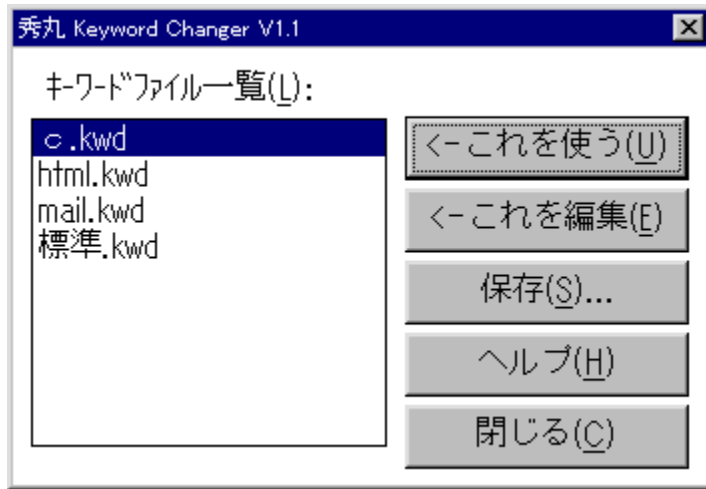 秀丸 Keyword Changer V1.1
ｷｰﾜｰﾄﾞﾌｧｲﾙ一覧(L):
ｃ.kwd
html.kwd
mail.kwd
標準.kwd
<-これを使う(U)
<-これを編集(E)
保存(S)...
ヘルプ(H)
閉じる(C)